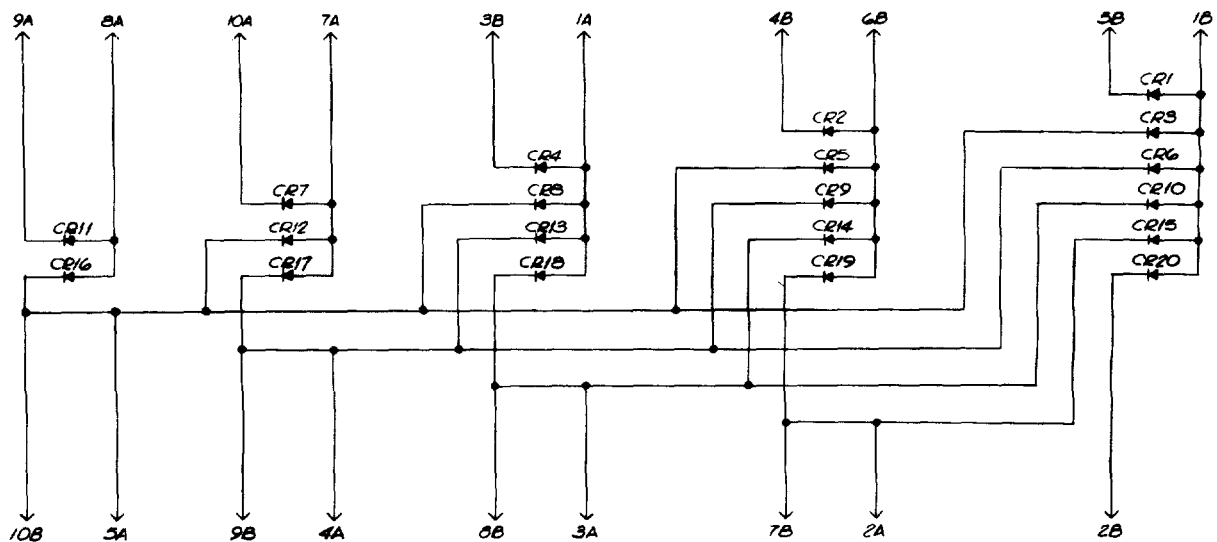 9A 8A 10A 7A 3B 1A 4B 6B 5B 1B
CR1
CR2 CR3
CR4 CR5 CR6
CR7 CR8 CR9 CR10
CR11 CR12 CR13 CR14 CR15
CR16 CR17 CR18 CR19 CR20
10B 5A 9B 4A 8B 3A 7B 2A 2B